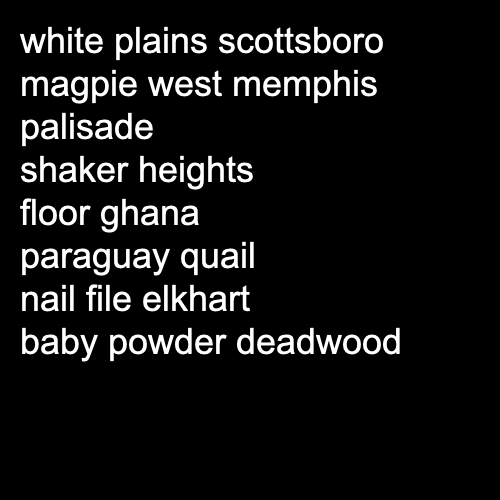 white plains scottsboro
magpie west memphis
palisade
shaker heights
floor ghana
paraguay quail
nail file elkhart
baby powder deadwood